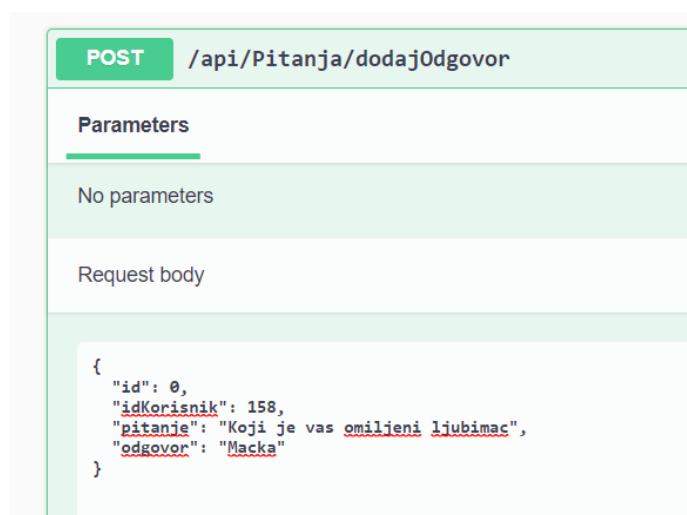 POST /api/Pitanja/dodajOdgovor
Parameters
No parameters
Request body
{
"id": 0,
"idKorisnik": 158,
"pitanje": "Koji je vas omiljeni ljubimac",
"odgovor": "Macka"
}